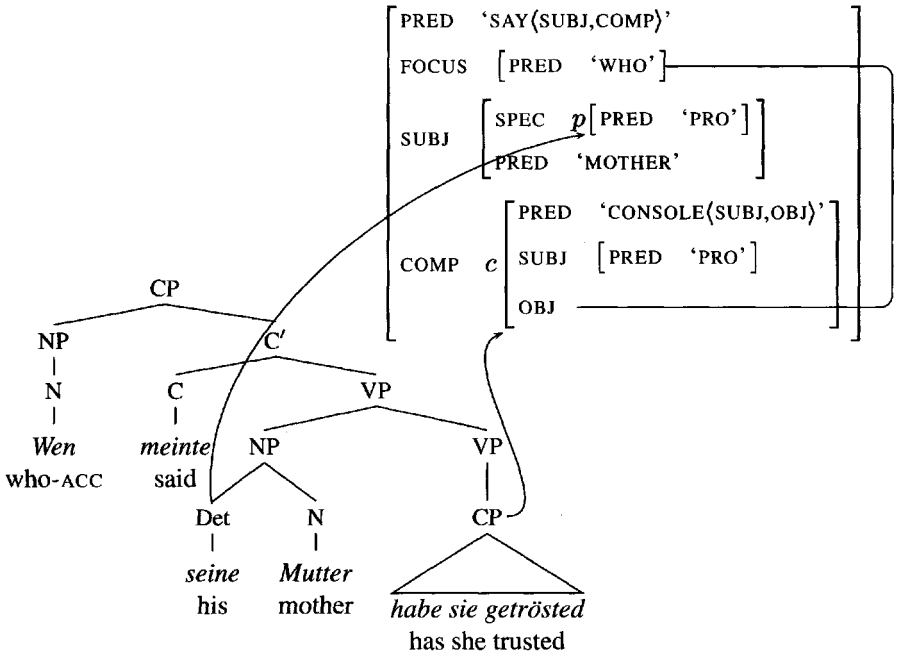 PRED ‘SAY⟨SUBJ,COMP⟩’
FOCUS [PRED ‘WHO’]
SUBJ [SPEC p[PRED ‘PRO’]
PRED ‘MOTHER’]
COMP c[PRED ‘CONSOLE⟨SUBJ,OBJ⟩’
SUBJ [PRED ‘PRO’]
OBJ]
CP
NP C′
N C VP
Wen meinte NP VP
who-ACC said
Det N CP
seine Mutter habe sie getrösted
his mother has she trusted